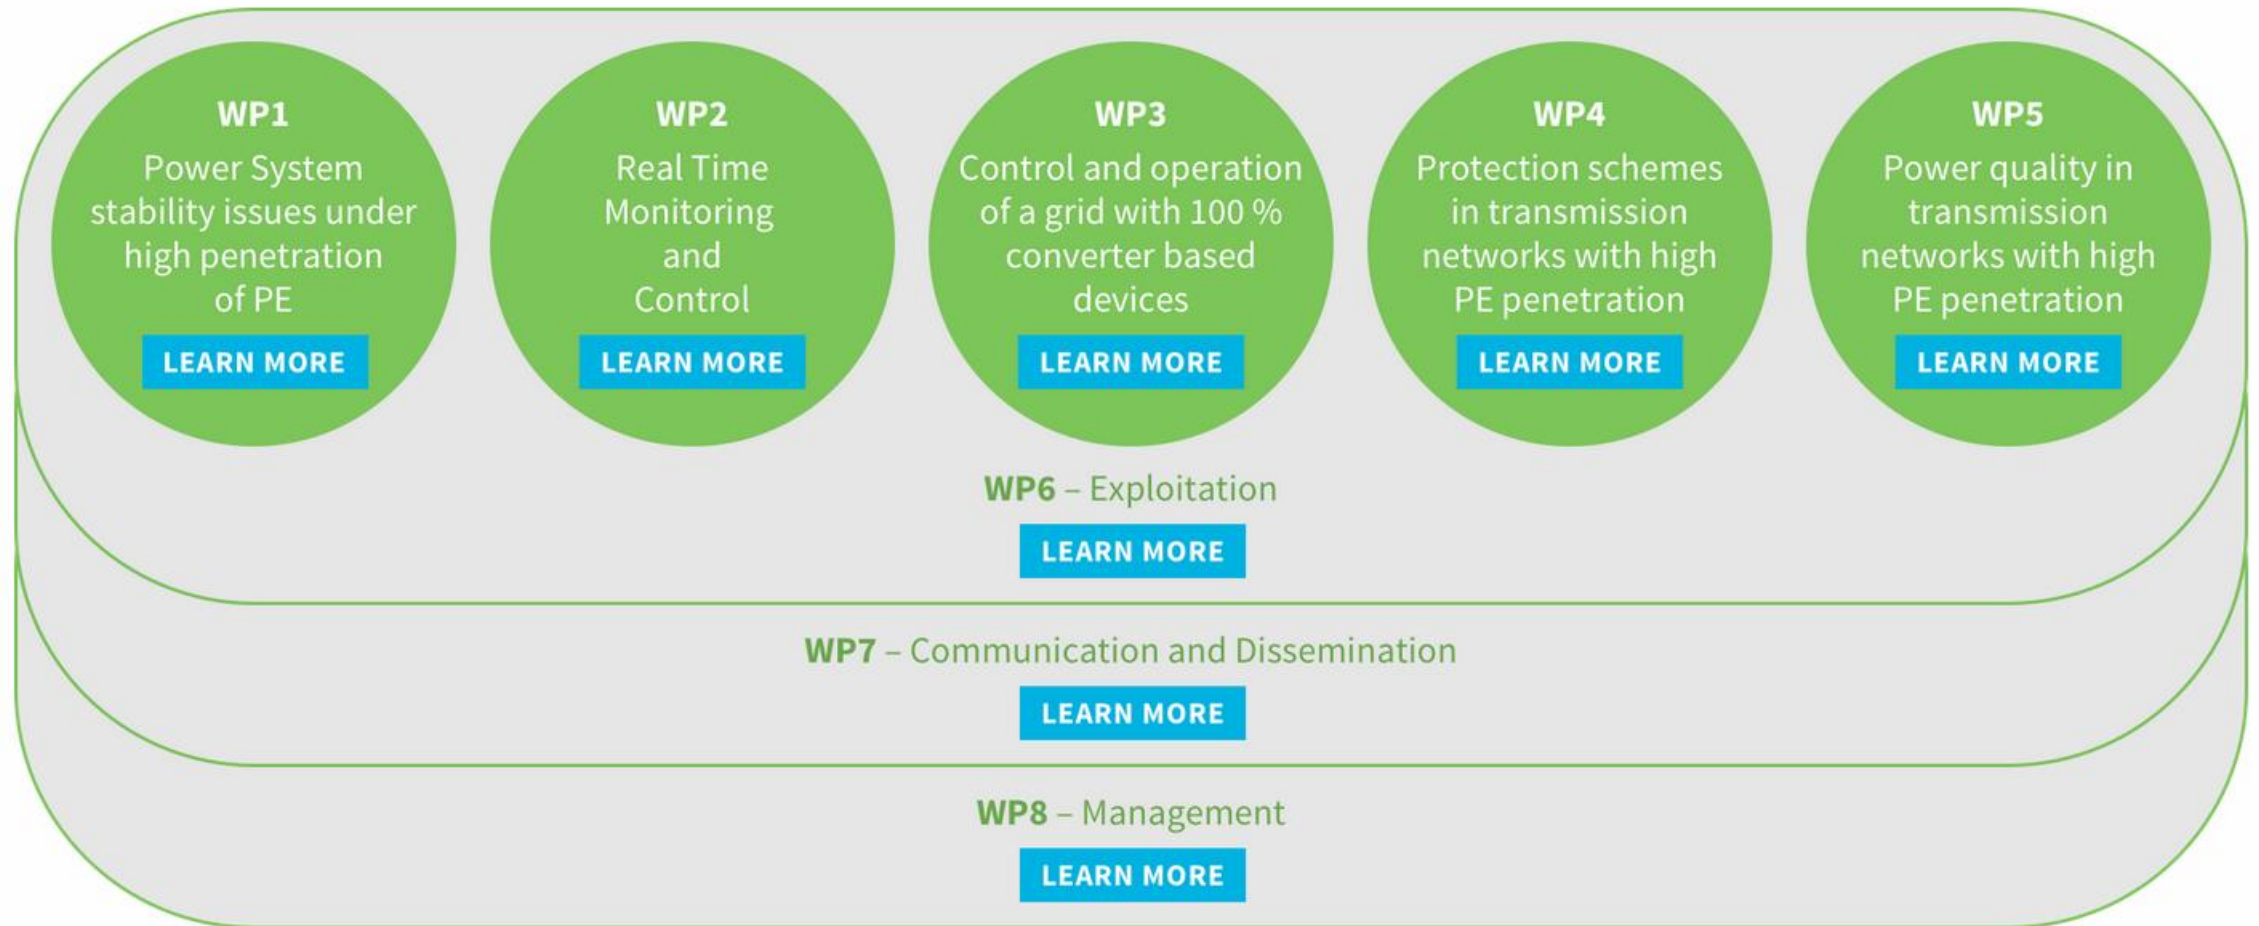 WP1
Power System
stability issues under
high penetration
of PE
LEARN MORE
WP2
Real Time
Monitoring
and
Control
LEARN MORE
WP3
Control and operation
of a grid with 100 %
converter based
devices
LEARN MORE
WP4
Protection schemes
in transmission
networks with high
PE penetration
LEARN MORE
WP5
Power quality in
transmission
networks with high
PE penetration
LEARN MORE
WP6 – Exploitation
LEARN MORE
WP7 – Communication and Dissemination
LEARN MORE
WP8 – Management
LEARN MORE